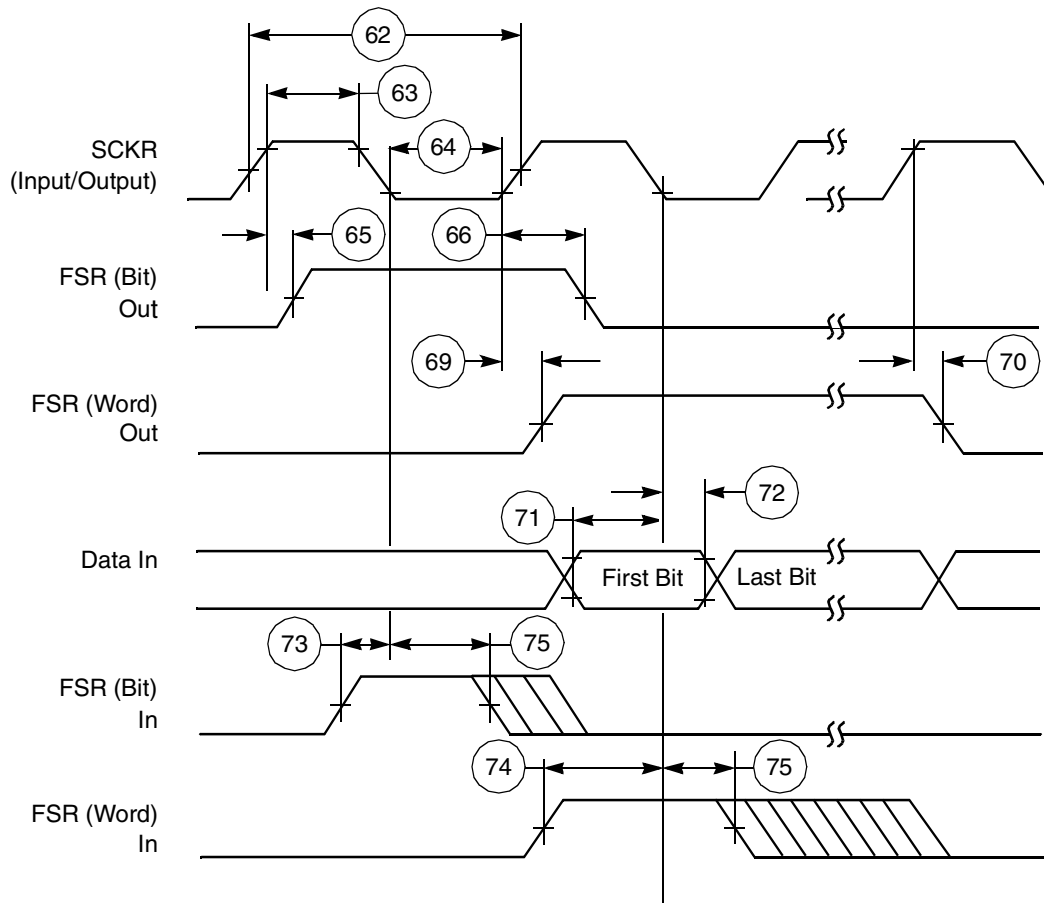 62
63
SCKR
(Input/Output)
64
65
66
FSR (Bit)
Out
69
70
FSR (Word)
Out
71
72
Data In
First Bit
Last Bit
73
75
FSR (Bit)
In
74
75
FSR (Word)
In